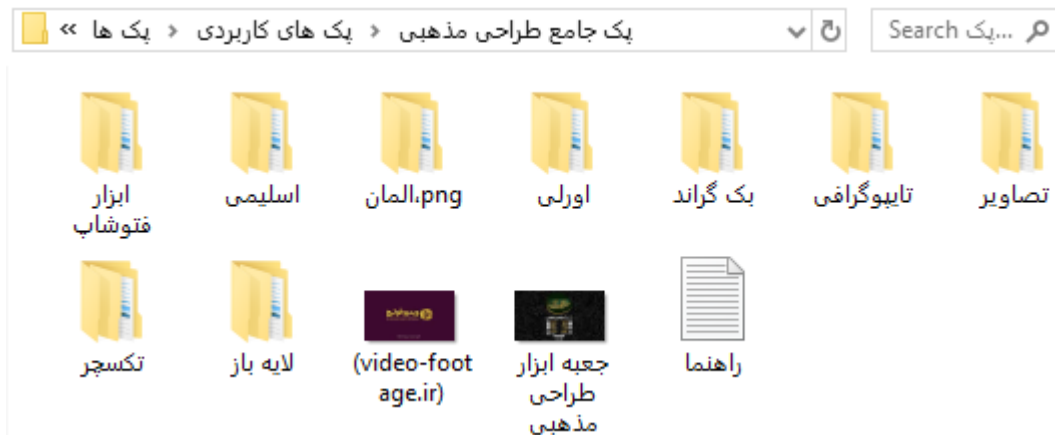 پک ها » پک های کاربردی › پک جامع طراحی مذهبی
Search پک...
ابزار
فتوشاپ
اسلیمی
المان،png
اورلی
بک گراند
تایپوگرافی
تصاویر
تکسچر
لایه باز
(video-foot
age.ir)
جعبه ابزار
طراحی
مذهبی
راهنما